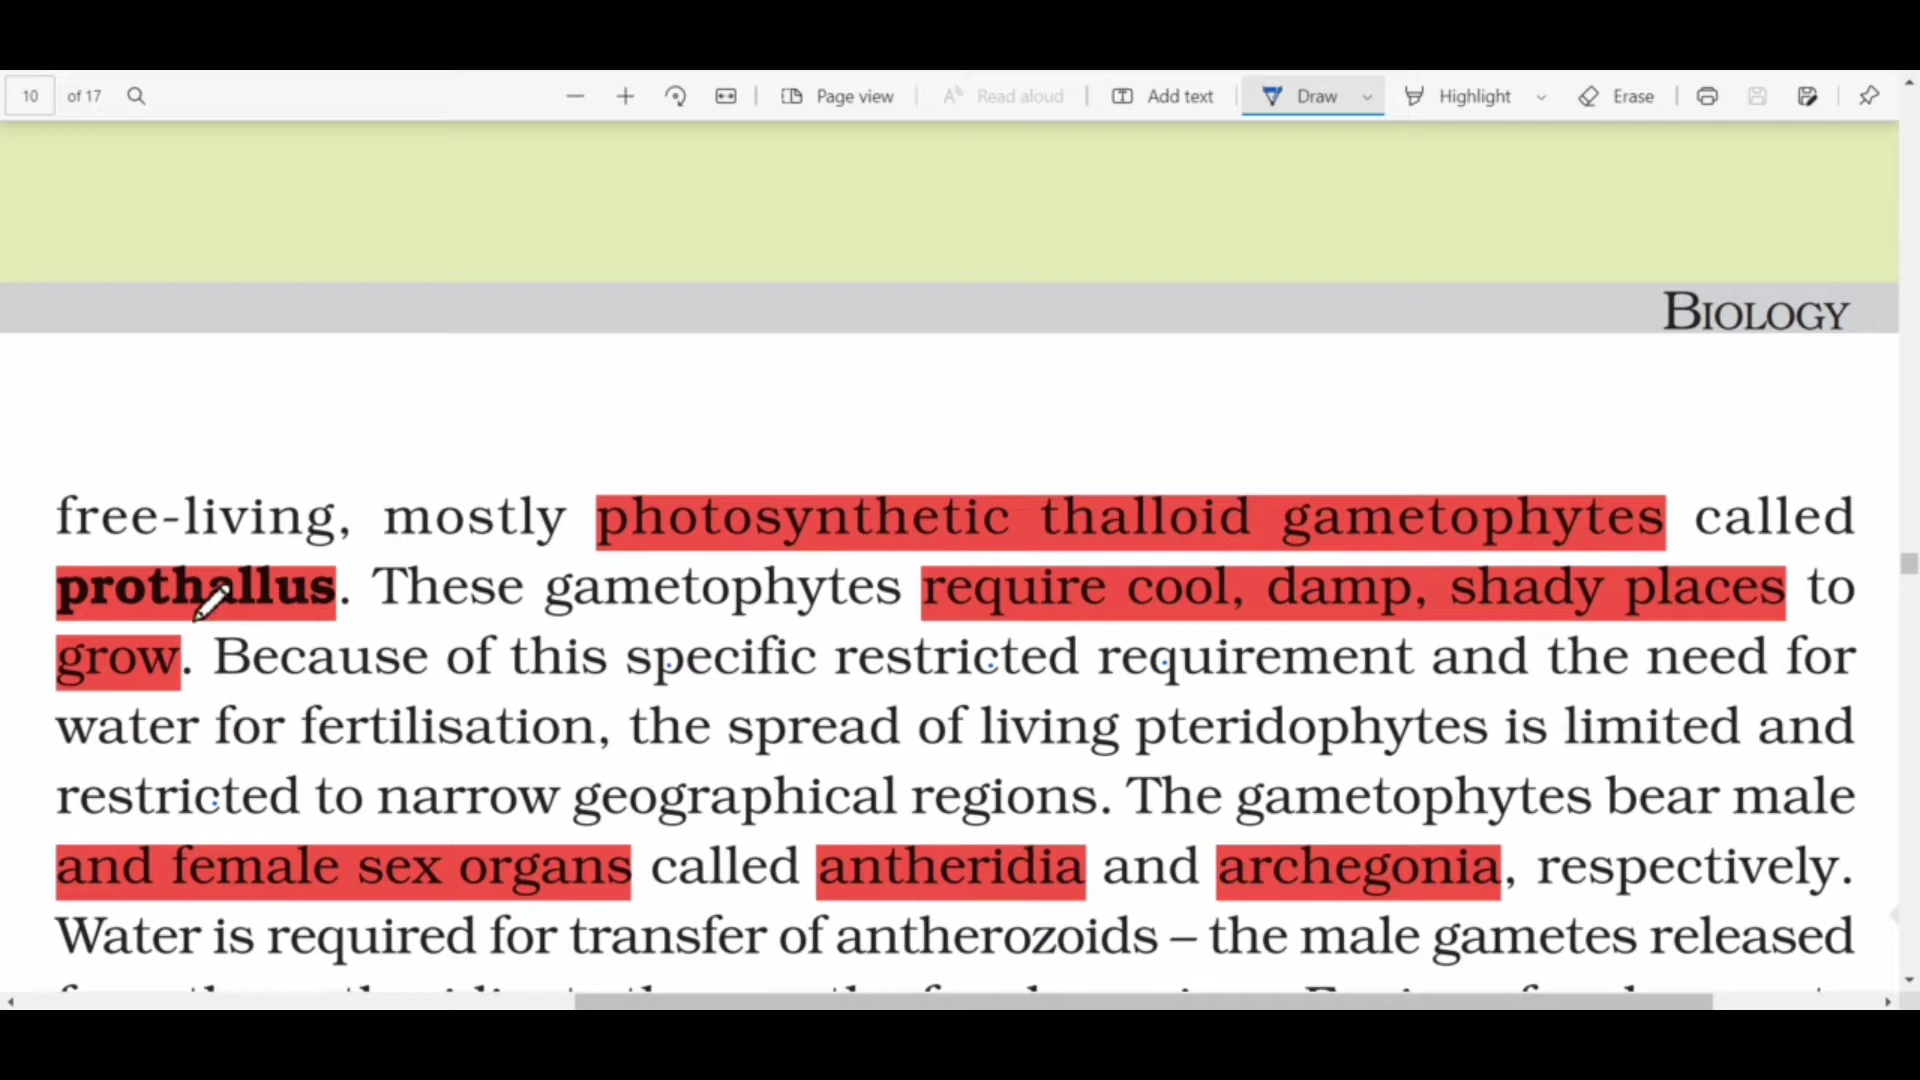 10 of 17 Page view Read aloud Add text Draw Highlight Erase
BIOLOGY
free-living, mostly photosynthetic thalloid gametophytes called
prothallus. These gametophytes require cool, damp, shady places to
grow. Because of this specific restricted requirement and the need for
water for fertilisation, the spread of living pteridophytes is limited and
restricted to narrow geographical regions. The gametophytes bear male
and female sex organs called antheridia and archegonia, respectively.
Water is required for transfer of antherozoids – the male gametes released